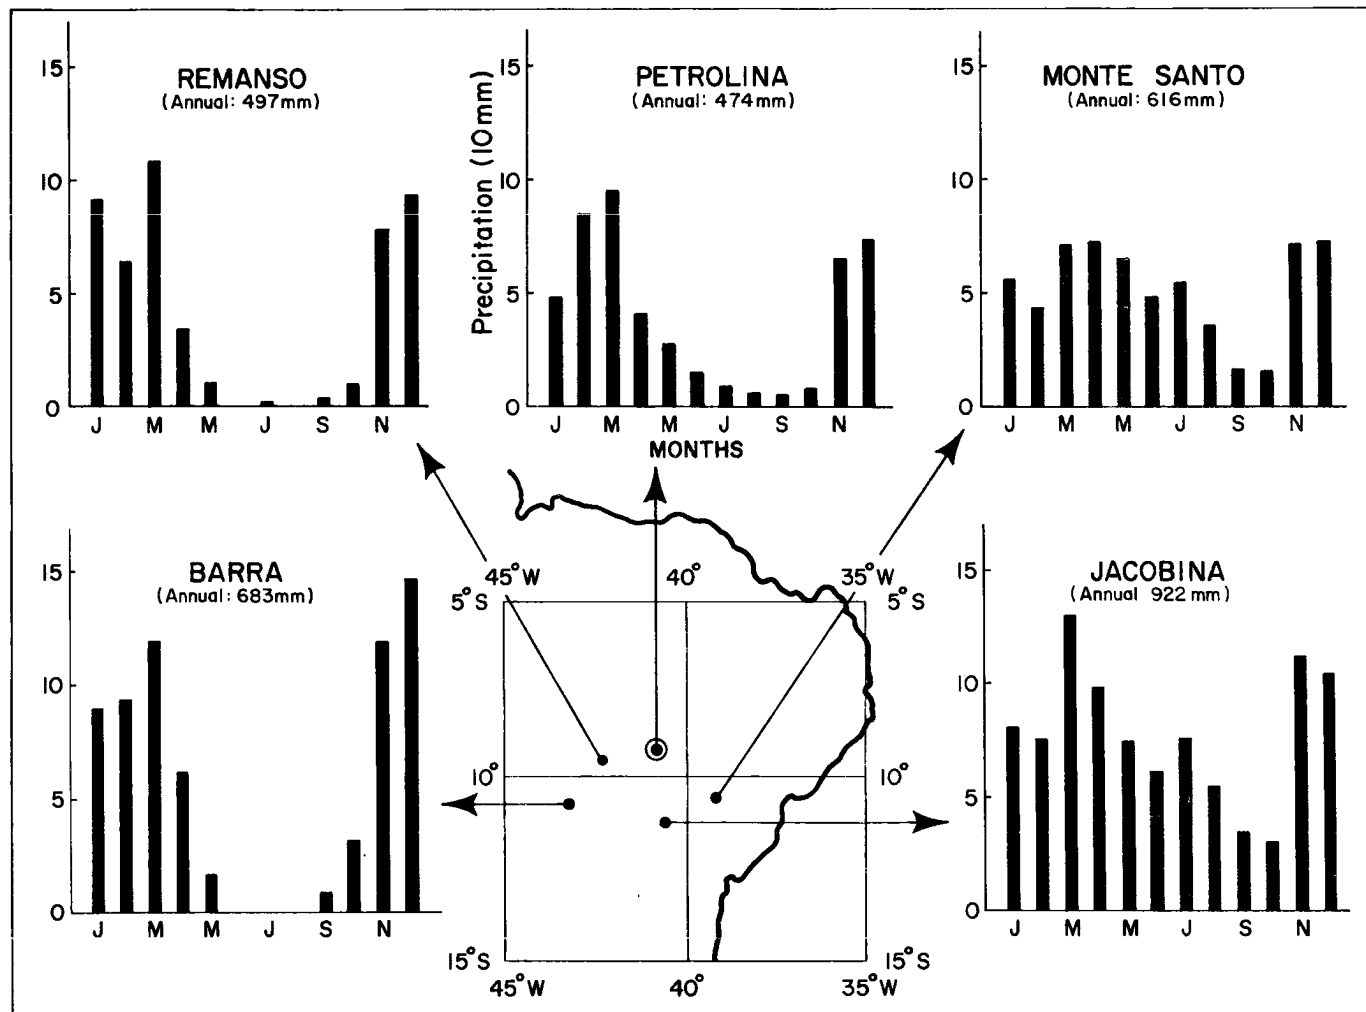 REMANSO
(Annual: 497mm)
15
10
5
0
J M M J S N
PETROLINA
(Annual: 474mm)
Precipitation (10mm)
15
10
5
0
J M M J S N
MONTHS
MONTE SANTO
(Annual: 616mm)
15
10
5
0
J M M J S N
BARRA
(Annual: 683mm)
15
10
5
0
J M M J S N
45°W 40° 35°W
5°S 5°S
10° 10°
15°S 15°S
45°W 40° 35°W
JACOBINA
(Annual 922mm)
15
10
5
0
J M M J S N